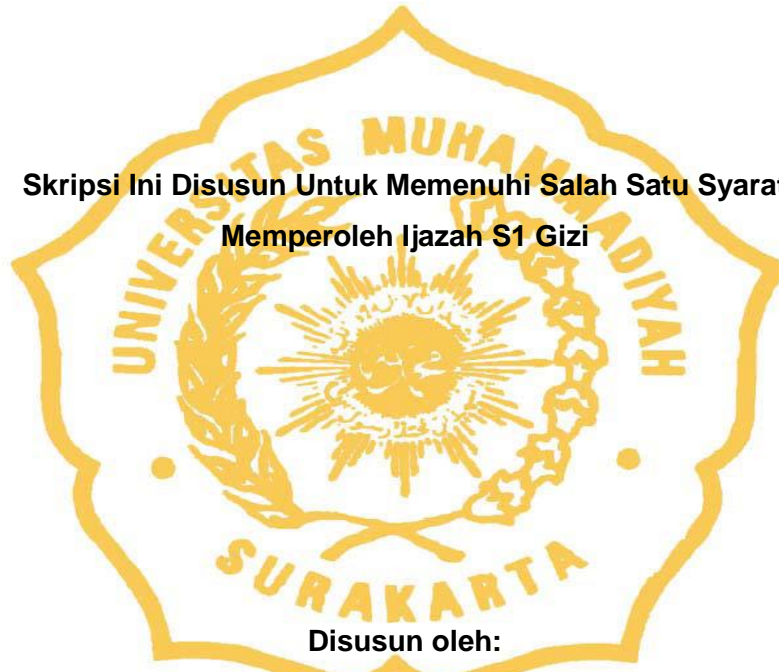 UNIVERSITAS MUHAMMADIYAH
Skripsi Ini Disusun Untuk Memenuhi Salah Satu Syarat
Memperoleh Ijazah S1 Gizi
SURAKARTA
Disusun oleh: